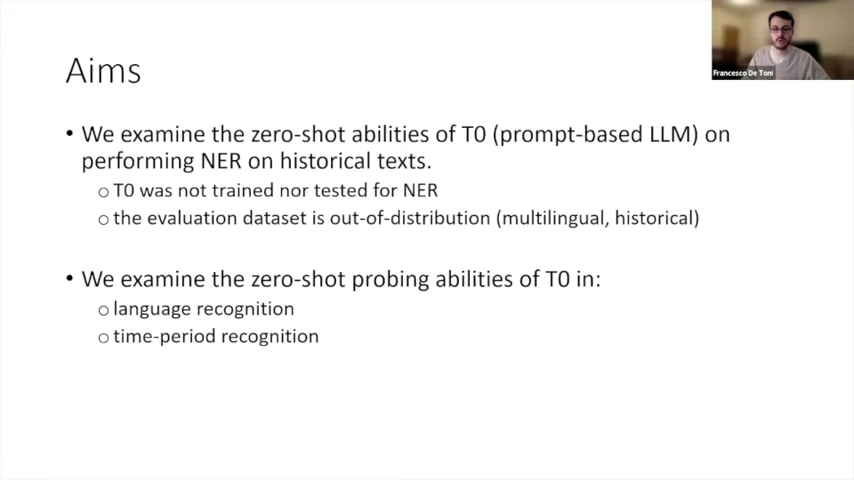 Francesco De Toni
Aims
• We examine the zero-shot abilities of T0 (prompt-based LLM) on
performing NER on historical texts.
o T0 was not trained nor tested for NER
o the evaluation dataset is out-of-distribution (multilingual, historical)
• We examine the zero-shot probing abilities of T0 in:
o language recognition
o time-period recognition